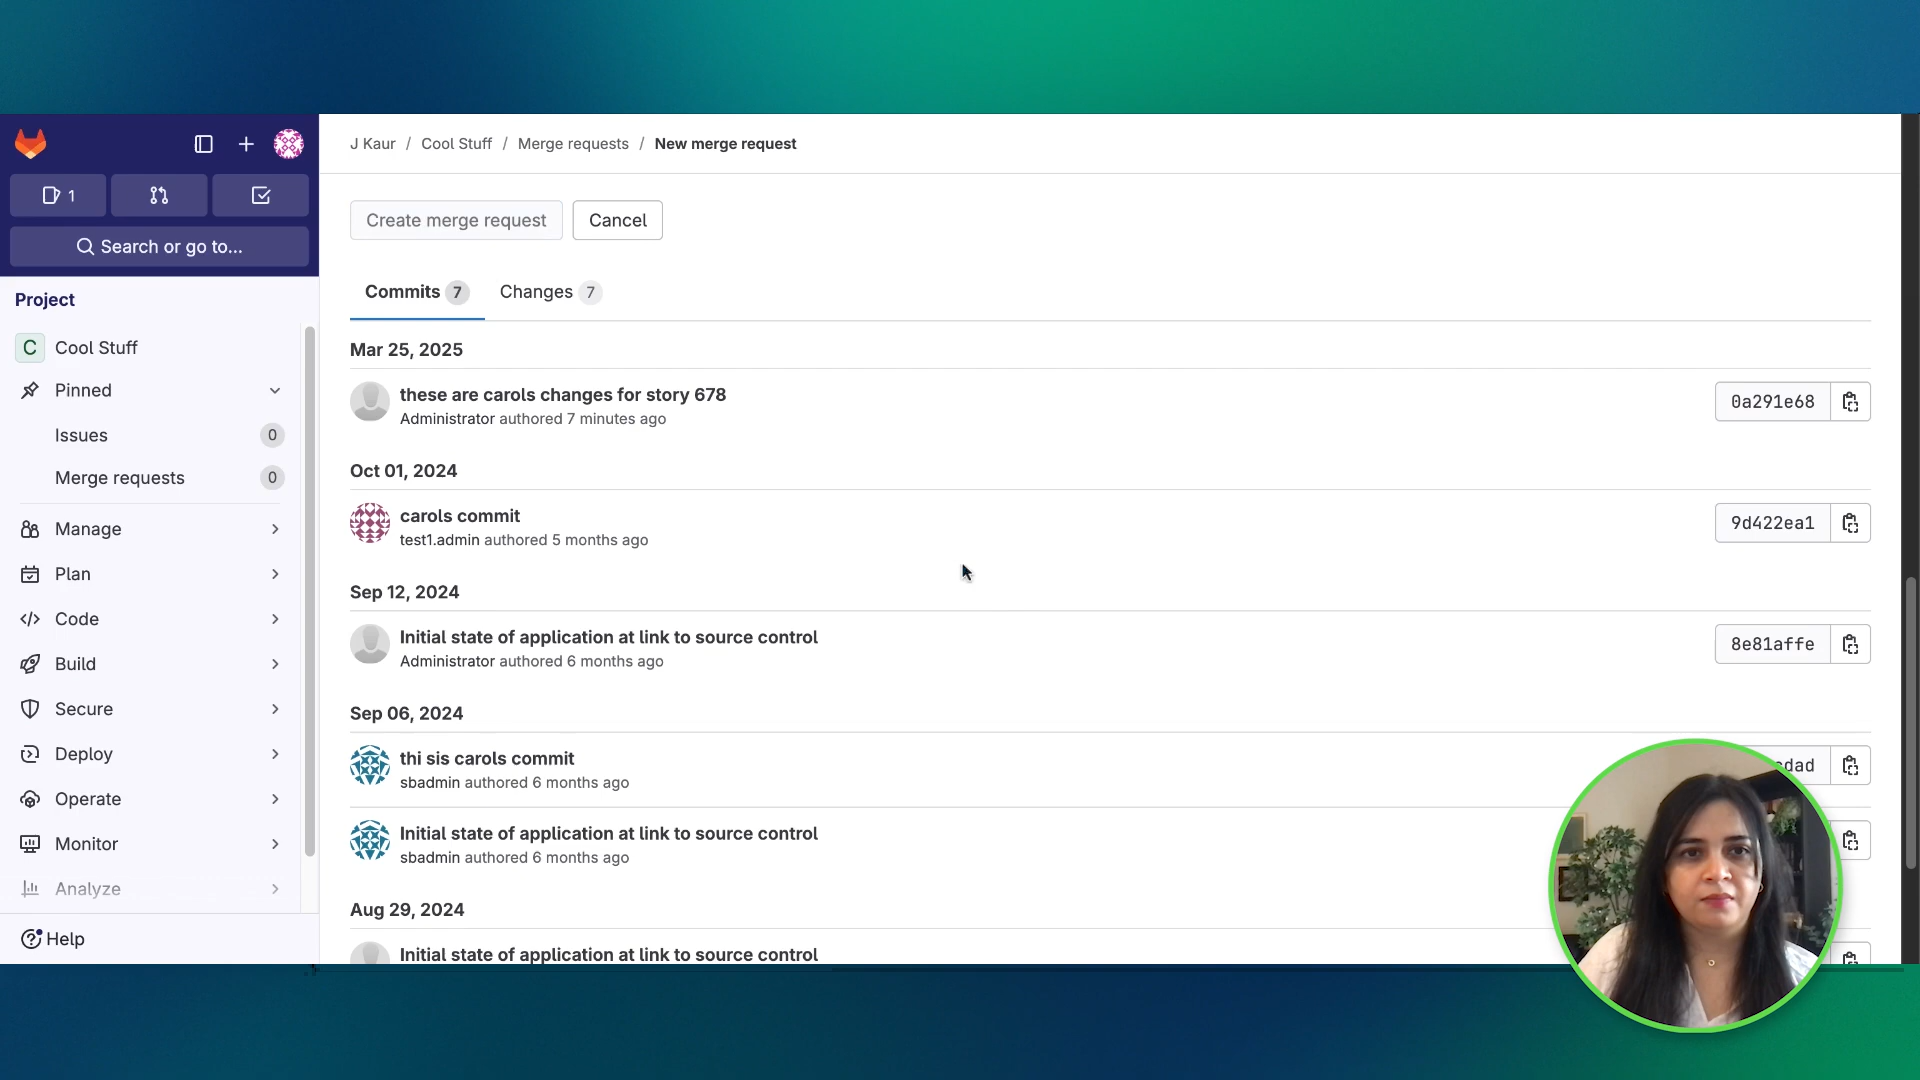 J Kaur / Cool Stuff / Merge requests / New merge request
1
Search or go to...
Project
C Cool Stuff
Pinned
Issues 0
Merge requests 0
Manage
Plan
Code
Build
Secure
Deploy
Operate
Monitor
Analyze
Help
Create merge request
Cancel
Commits 7
Changes 7
Mar 25, 2025
these are carols changes for story 678
Administrator authored 7 minutes ago
0a291e68
Oct 01, 2024
carols commit
test1.admin authored 5 months ago
9d422ea1
Sep 12, 2024
Initial state of application at link to source control
Administrator authored 6 months ago
8e81affe
Sep 06, 2024
thi sis carols commit
sbadmin authored 6 months ago
Initial state of application at link to source control
sbadmin authored 6 months ago
Aug 29, 2024
Initial state of application at link to source control